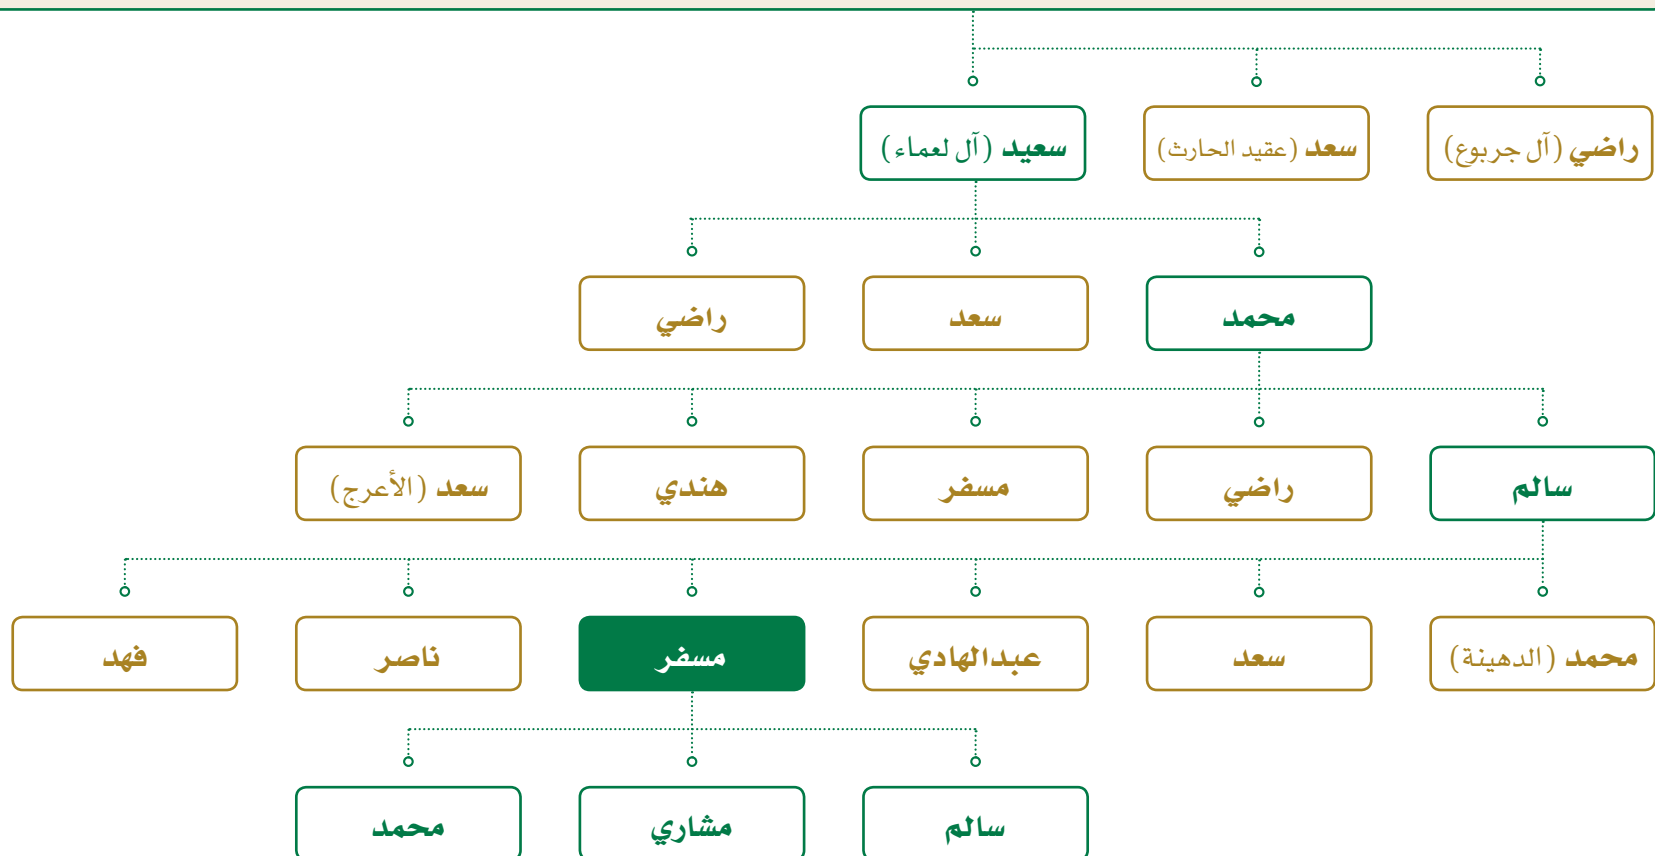 راضي (آل جربوع)
سعد (عقيد الحارث)
سعيد (آل لعماء)
محمد
سعد
راضي
سالم
راضي
مسفر
هندي
سعد (الأعرج)
محمد (الدهينة)
سعد
عبدالهادي
مسفر
ناصر
فهد
سالم
مشاري
محمد